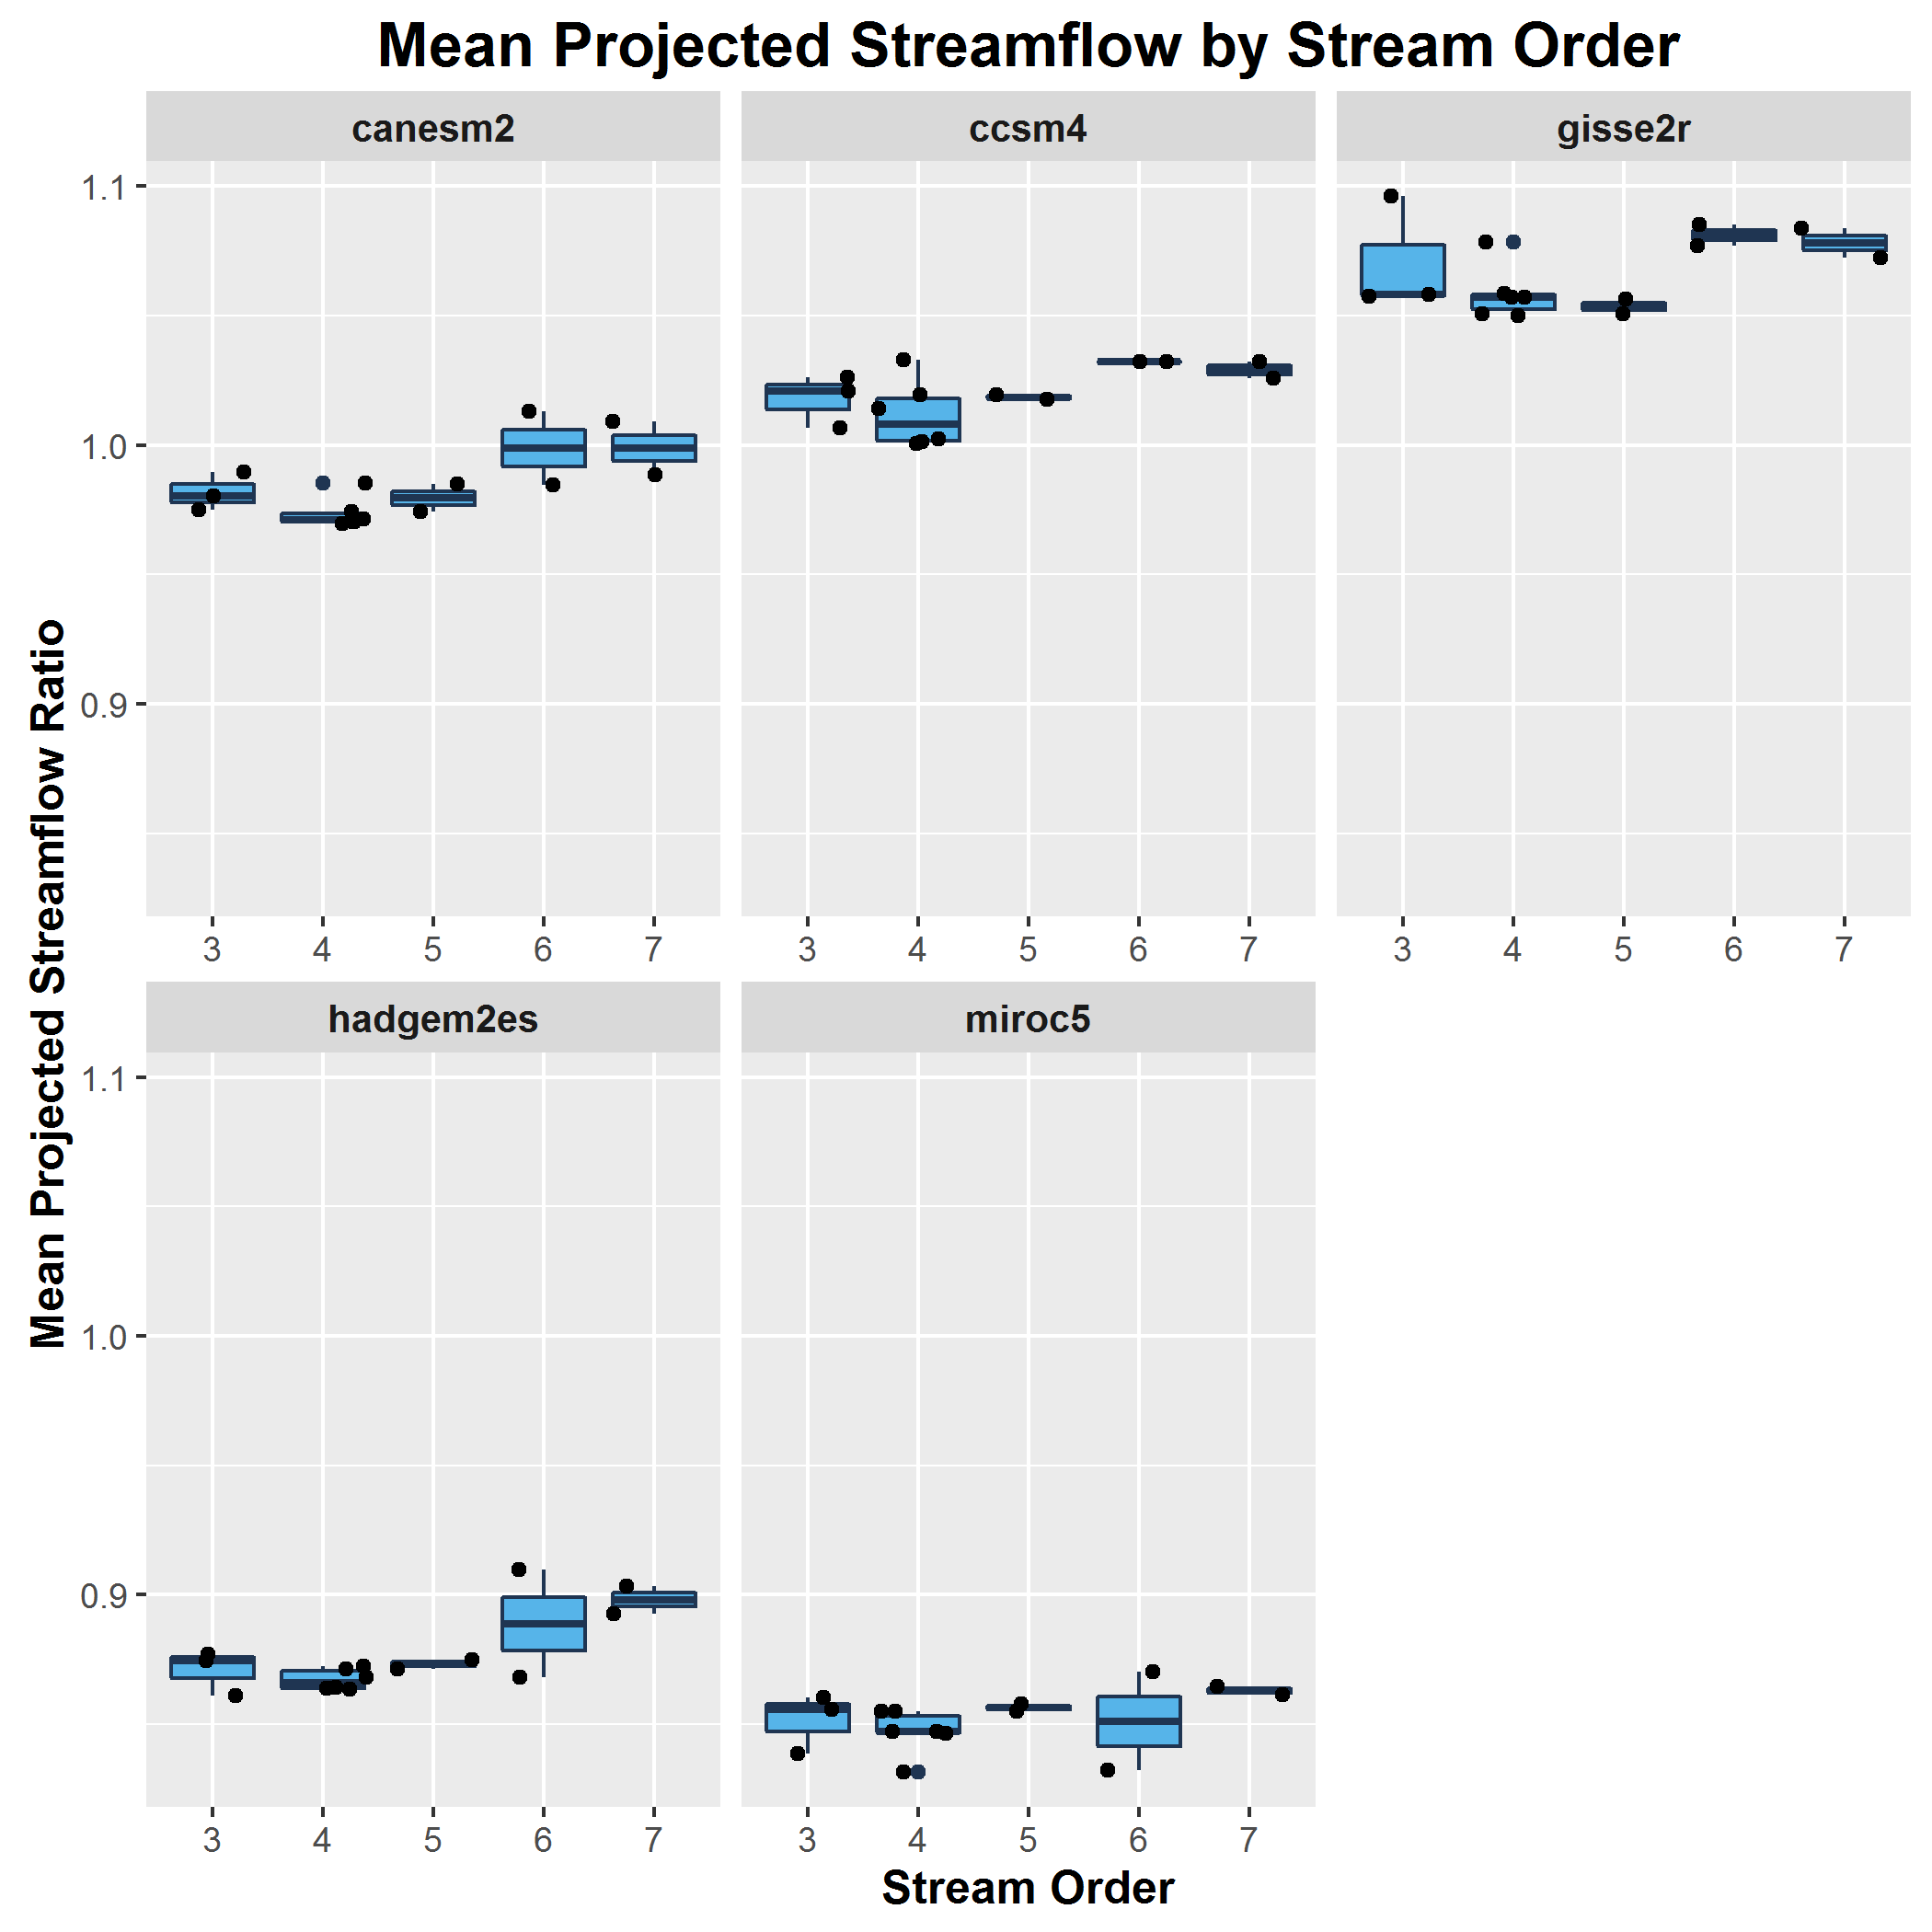 Mean Projected Streamflow by Stream Order
canesm2
ccsm4
gisse2r
1.1
1.0
0.9
3 4 5 6 7
3 4 5 6 7
3 4 5 6 7
Mean Projected Streamflow Ratio
hadgem2es
miroc5
1.1
1.0
0.9
3 4 5 6 7
3 4 5 6 7
Stream Order